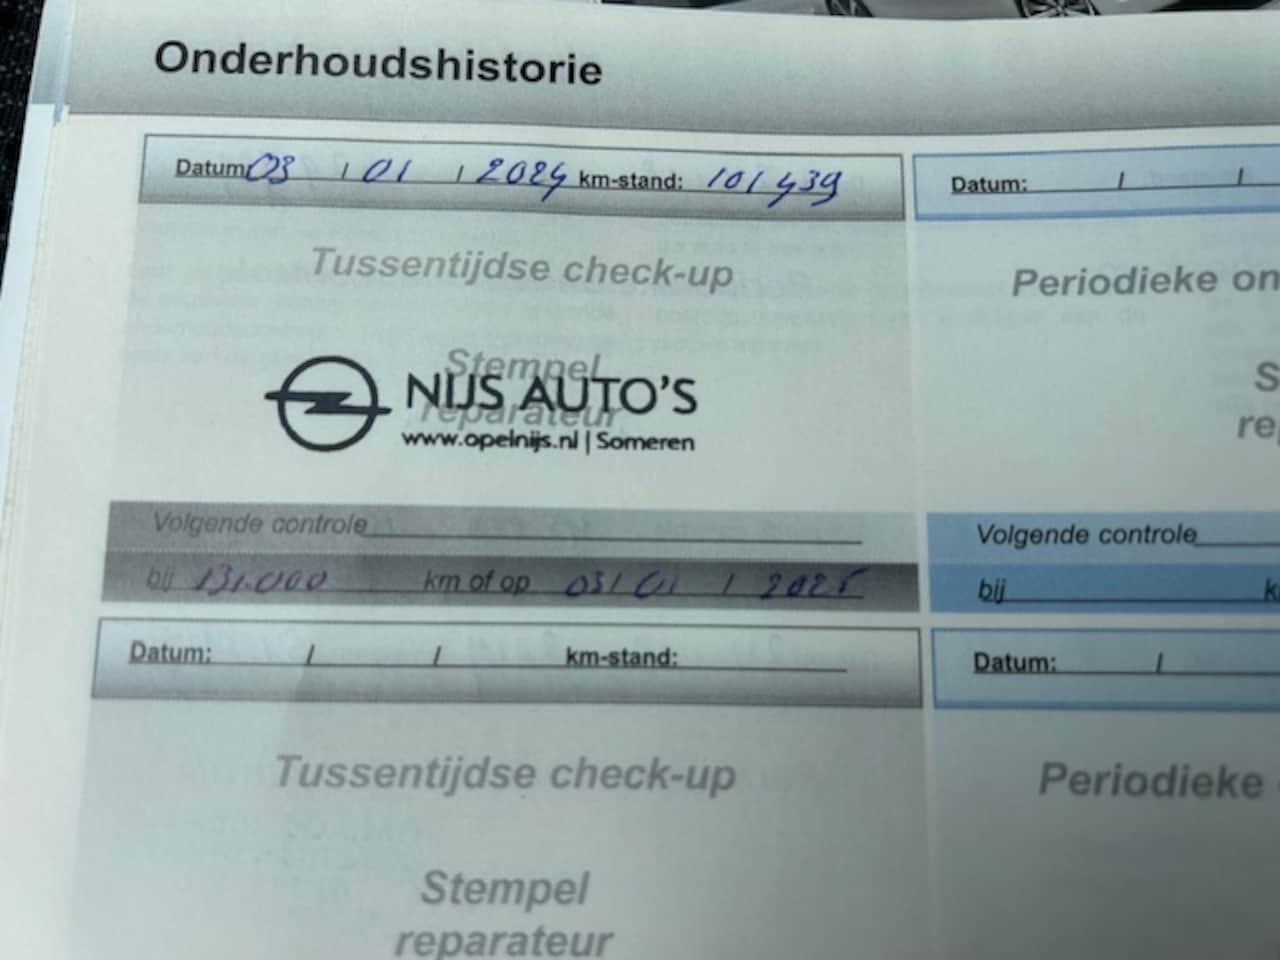 Onderhoudshistorie
Datum: 03 / 01 / 2024 km-stand: 101439
Tussentijdse check-up
Stempel
reparateur
NIJS AUTO'S
www.opelnijs.nl | Someren
Volgende controle
bij 131.000 km of op 03 / 01 / 2025
Datum: / /
Periodieke on
S
re
Volgende controle
bij k
Datum: / / km-stand:
Tussentijdse check-up
Stempel
reparateur
Datum: /
Periodieke